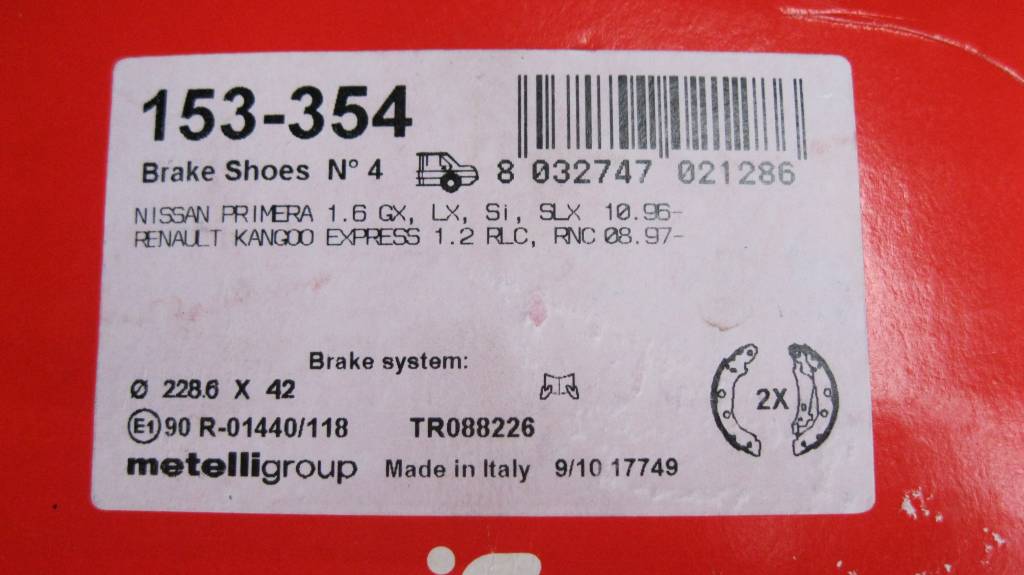 153-354
Brake Shoes N° 4
8 032747 021286
NISSAN PRIMERA 1.6 GX, LX, Si, SLX 10.96-
RENAULT KANGOO EXPRESS 1.2 RLC, RNC 08.97-
Brake system:
Ø 228.6 X 42
2X
E1 90 R-01440/118 TR088226
metelligroup Made in Italy 9/10 17749